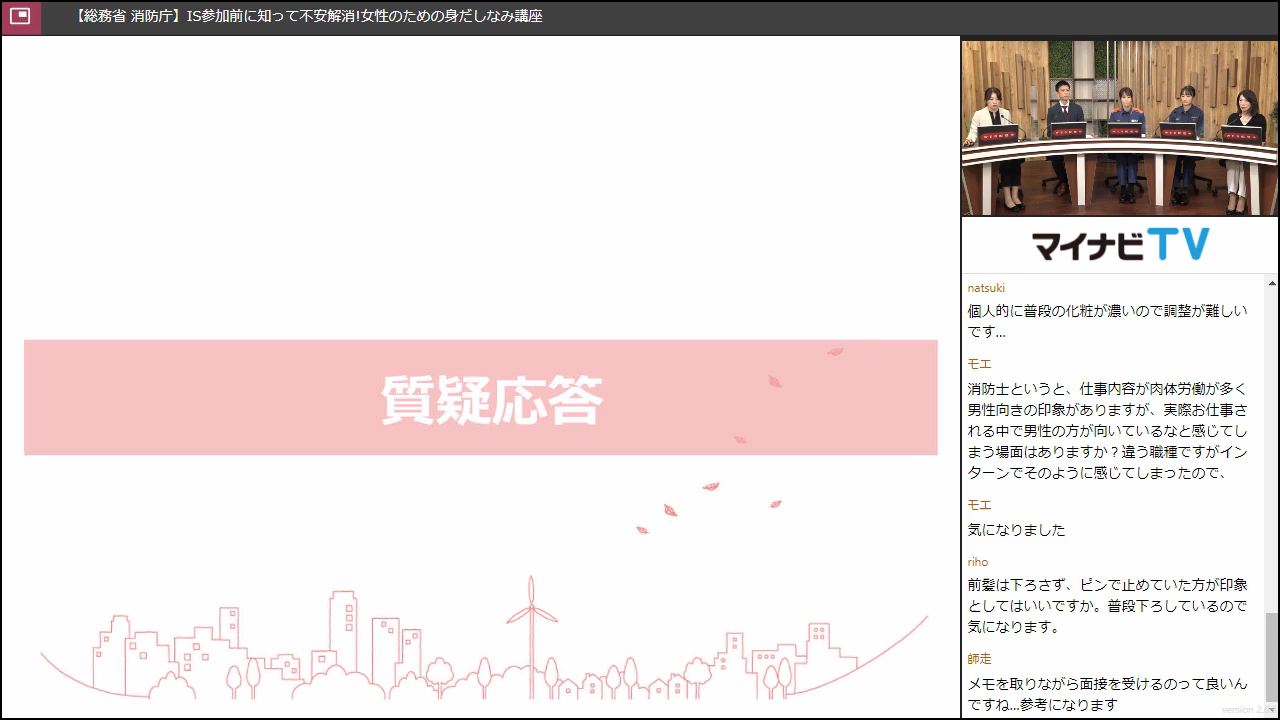 【総務省 消防庁】IS参加前に知って不安解消!女性のための身だしなみ講座
質疑応答
マイナビTV
natsuki
個人的に普段の化粧が濃いので調整が難しい
です…
モエ
消防士というと、仕事内容が肉体労働が多く
男性向きの印象がありますが、実際お仕事さ
れる中で男性の方が向いているなと感じてし
まう場面はありますか？違う職種ですがイン
ターンでそのように感じてしまったので、
モエ
気になりました
riho
前髪は下ろさず、ピンで止めていた方が印象
としてはいいですか。普段下ろしているので
気になります。
師走
メモを取りながら面接を受けるのって良いん
ですね…参考になります